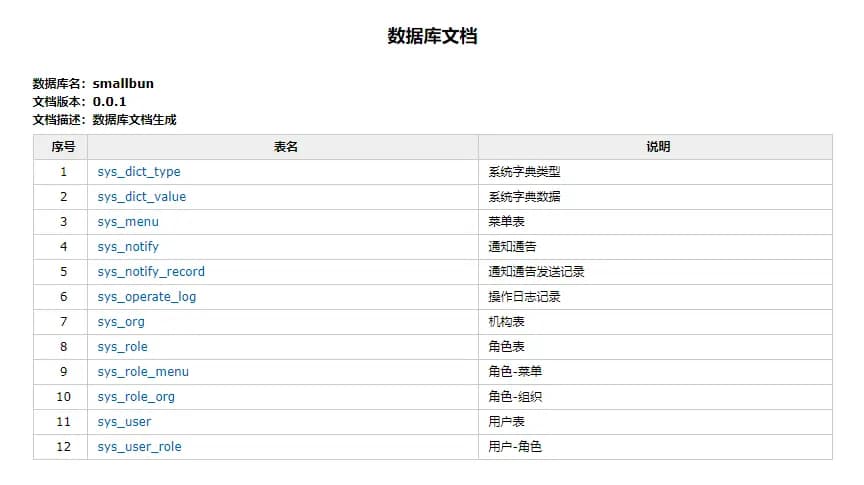 数据库文档
数据库名：smallbun
文档版本：0.0.1
文档描述：数据库文档生成
序号 表名 说明
1 sys_dict_type 系统字典类型
2 sys_dict_value 系统字典数据
3 sys_menu 菜单表
4 sys_notify 通知通告
5 sys_notify_record 通知通告发送记录
6 sys_operate_log 操作日志记录
7 sys_org 机构表
8 sys_role 角色表
9 sys_role_menu 角色-菜单
10 sys_role_org 角色-组织
11 sys_user 用户表
12 sys_user_role 用户-角色